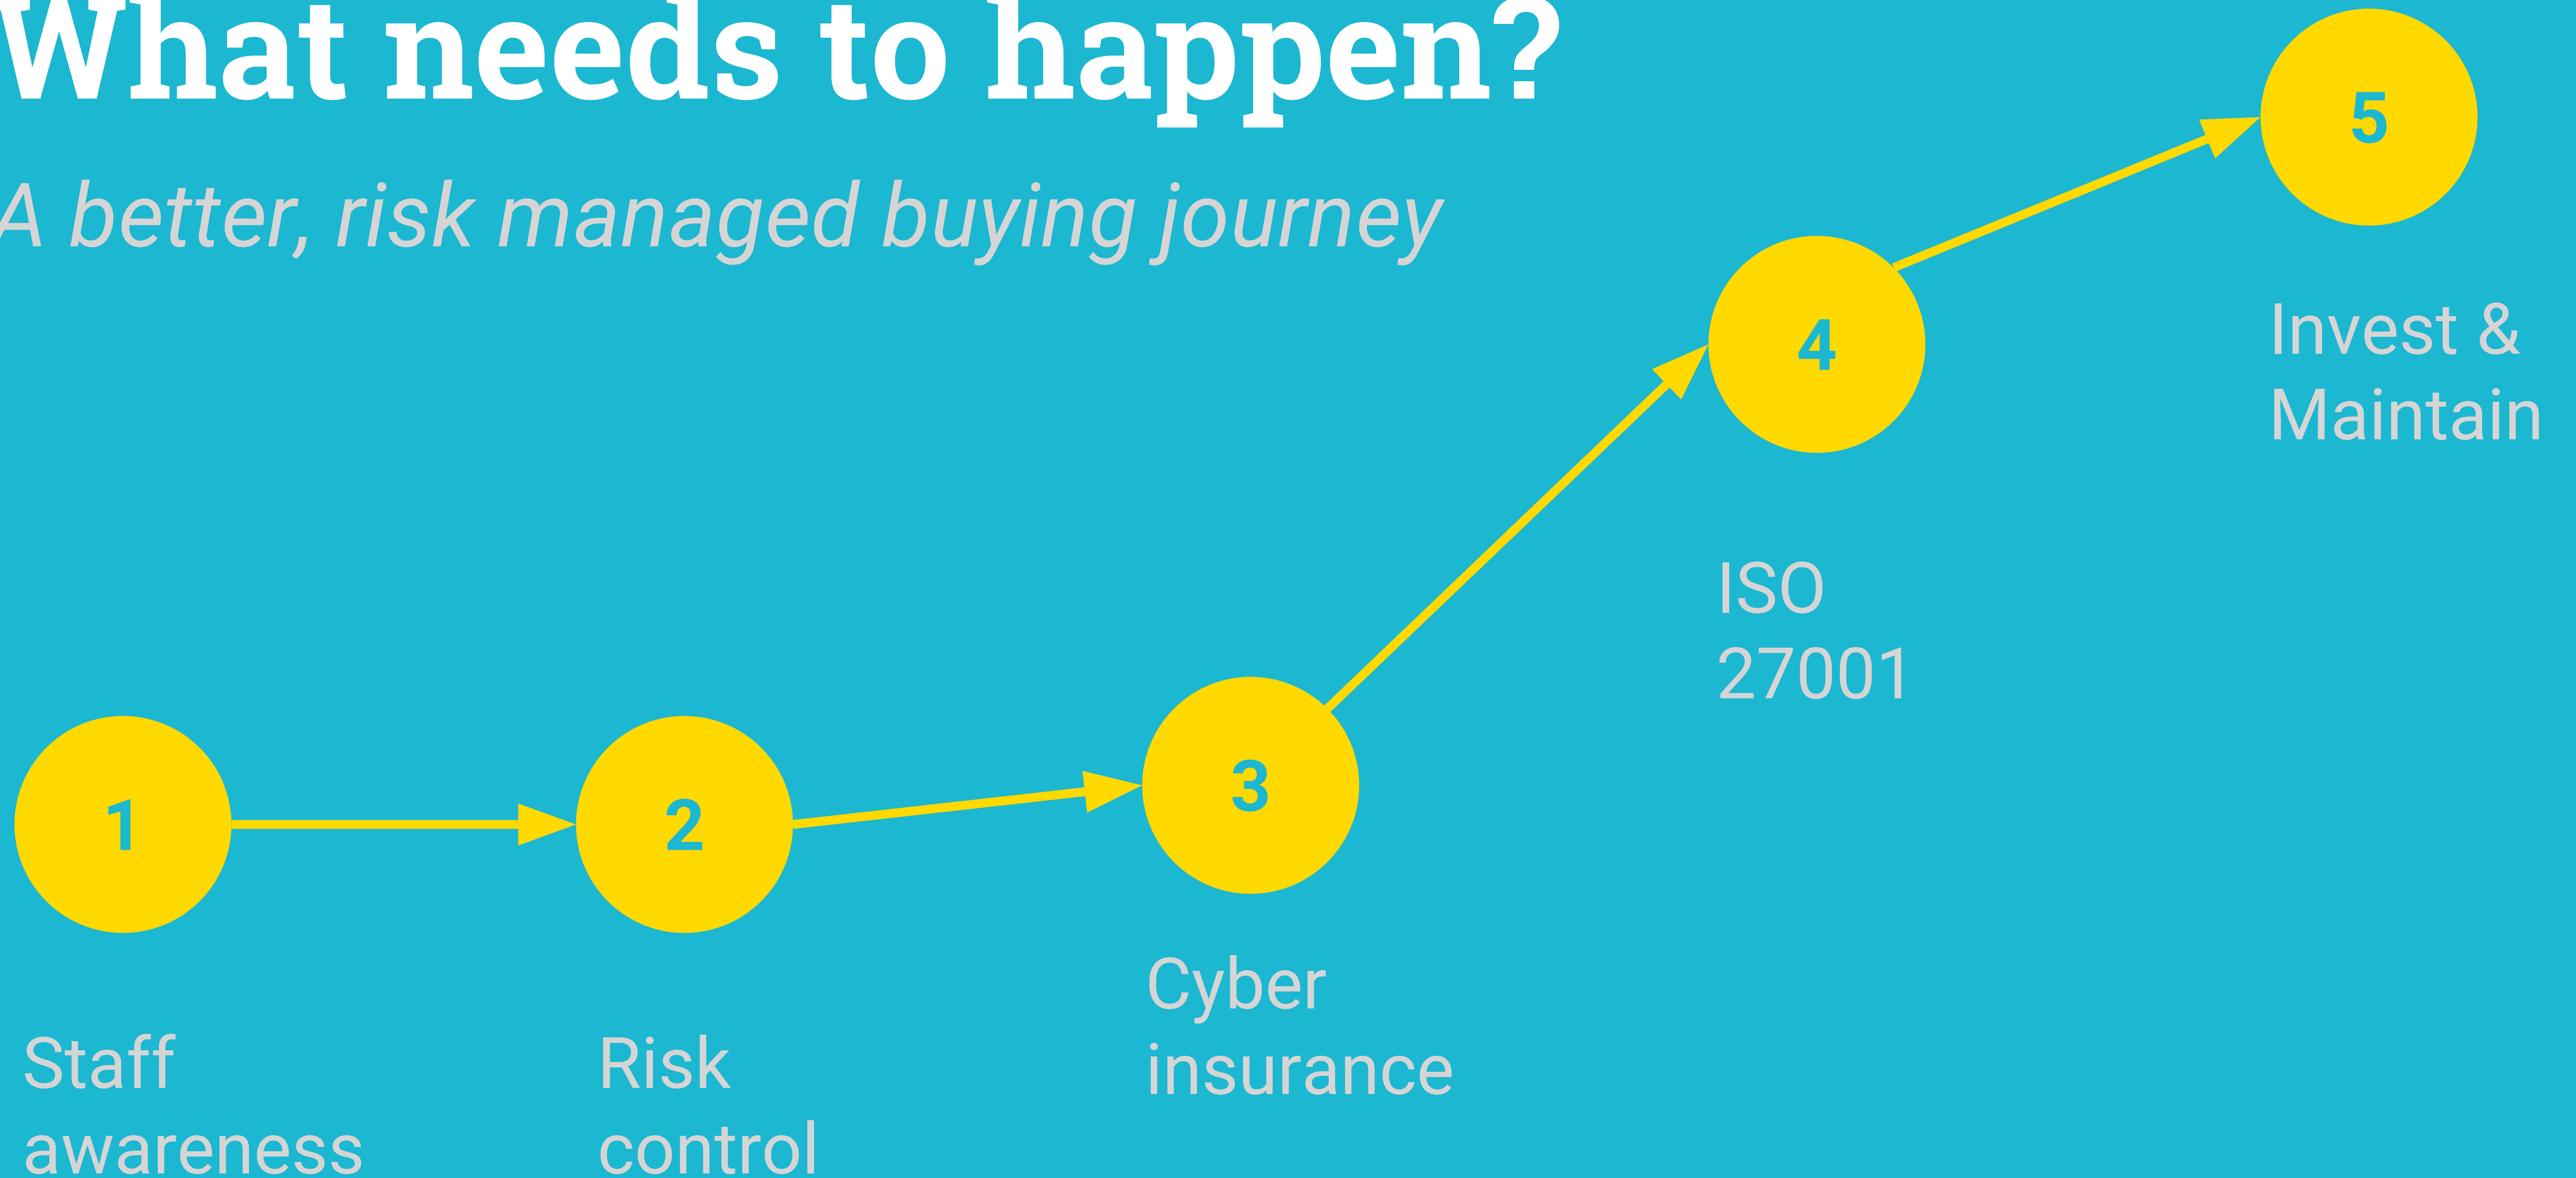 What needs to happen?
A better, risk managed buying journey
1
Staff
awareness
2
Risk
control
3
Cyber
insurance
4
ISO
27001
5
Invest &
Maintain